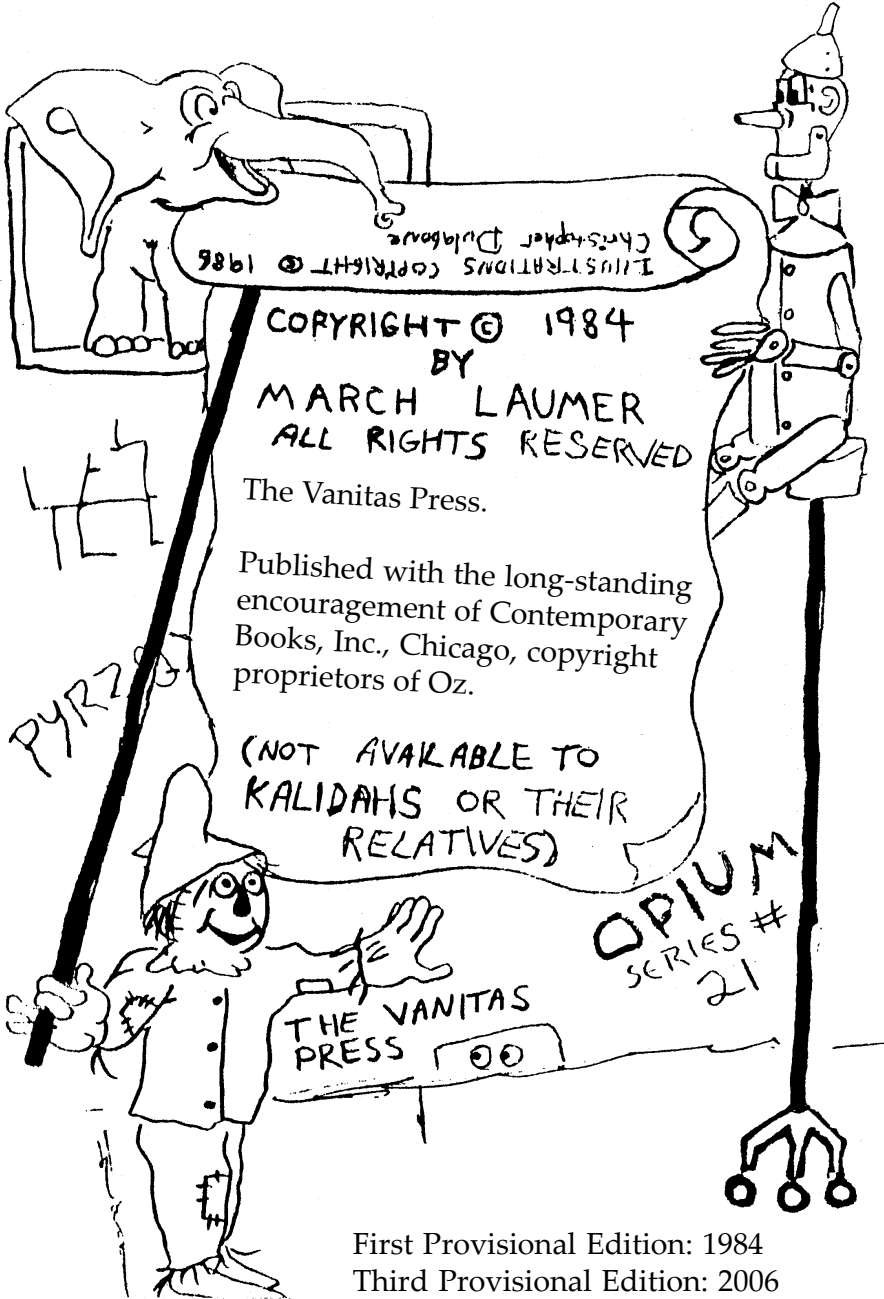 ILLUSTRATIONS COPYRIGHT © 1986
Christopher Dulabone
COPYRIGHT © 1984
BY
MARCH LAUMER
ALL RIGHTS RESERVED
The Vanitas Press.
Published with the long-standing
encouragement of Contemporary
Books, Inc., Chicago, copyright
proprietors of Oz.
(NOT AVAILABLE TO
KALIDAHS OR THEIR
RELATIVES)
OPIUM
SERIES #
21
THE VANITAS
PRESS
First Provisional Edition: 1984
Third Provisional Edition: 2006